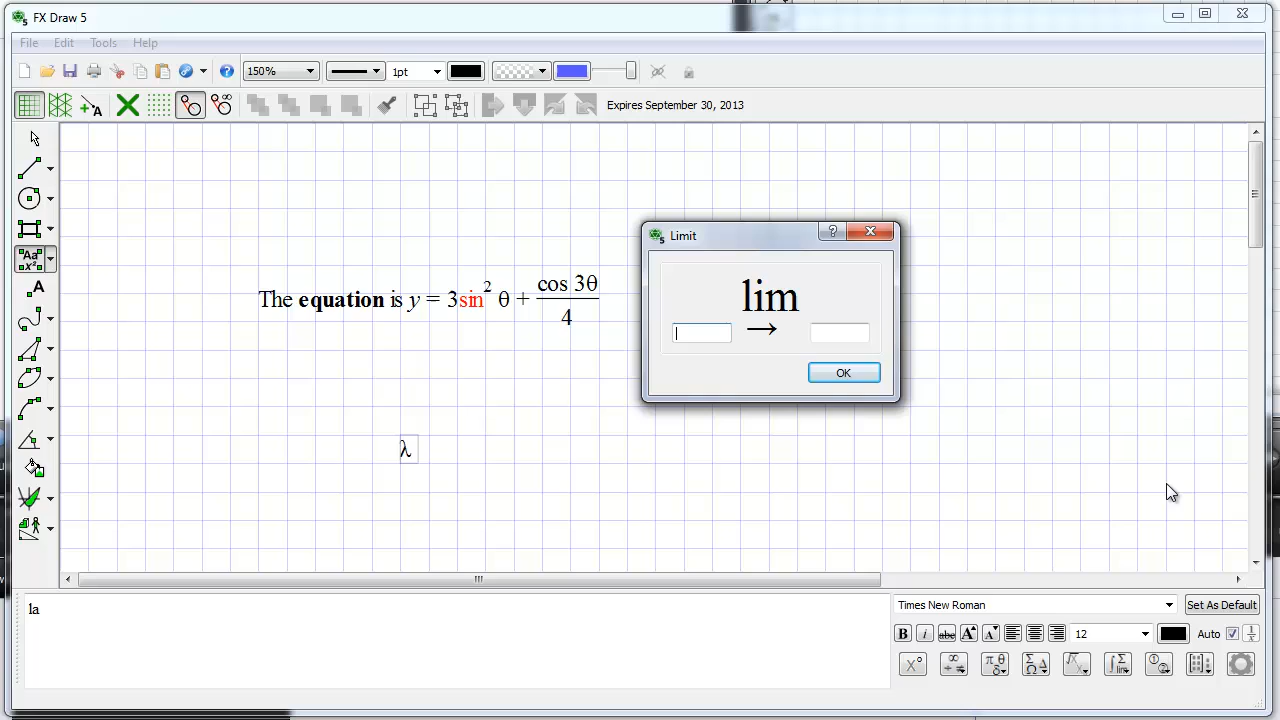 FX Draw 5
File Edit Tools Help
150% 1pt
Expires September 30, 2013
Limit
lim
→
OK
The equation is y = 3sin² θ + cos 3θ / 4
λ
la
Times New Roman Set As Default
B i abc A A 12 Auto